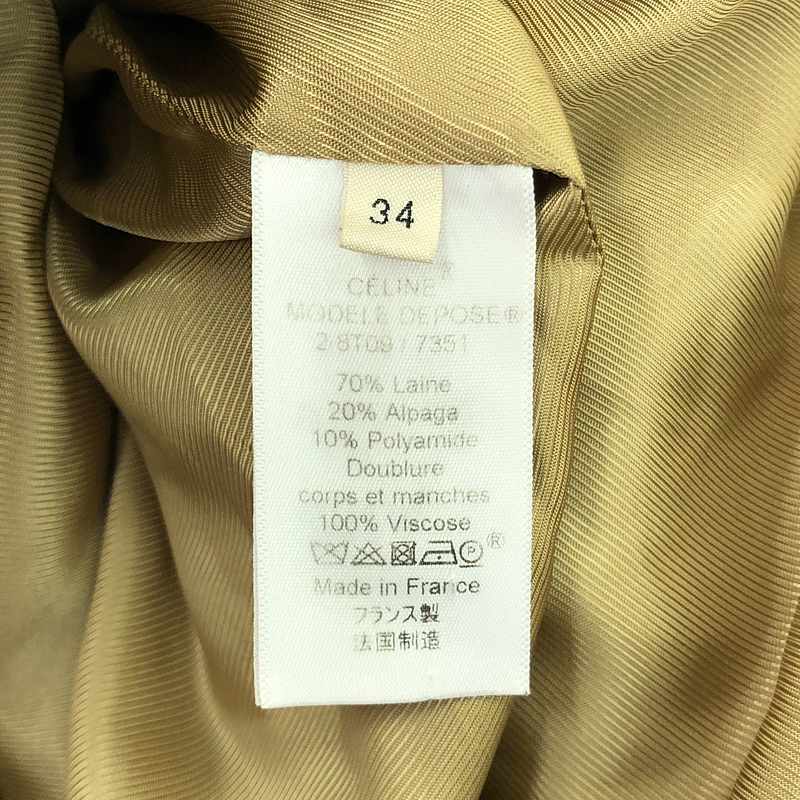 34
®
CÉLINE
MODELE DEPOSE®
2/8T09 / 7351
70% Laine
20% Alpaga
10% Polyamide
Doublure
corps et manches
100% Viscose
P ®
Made in France
フランス製
法国制造